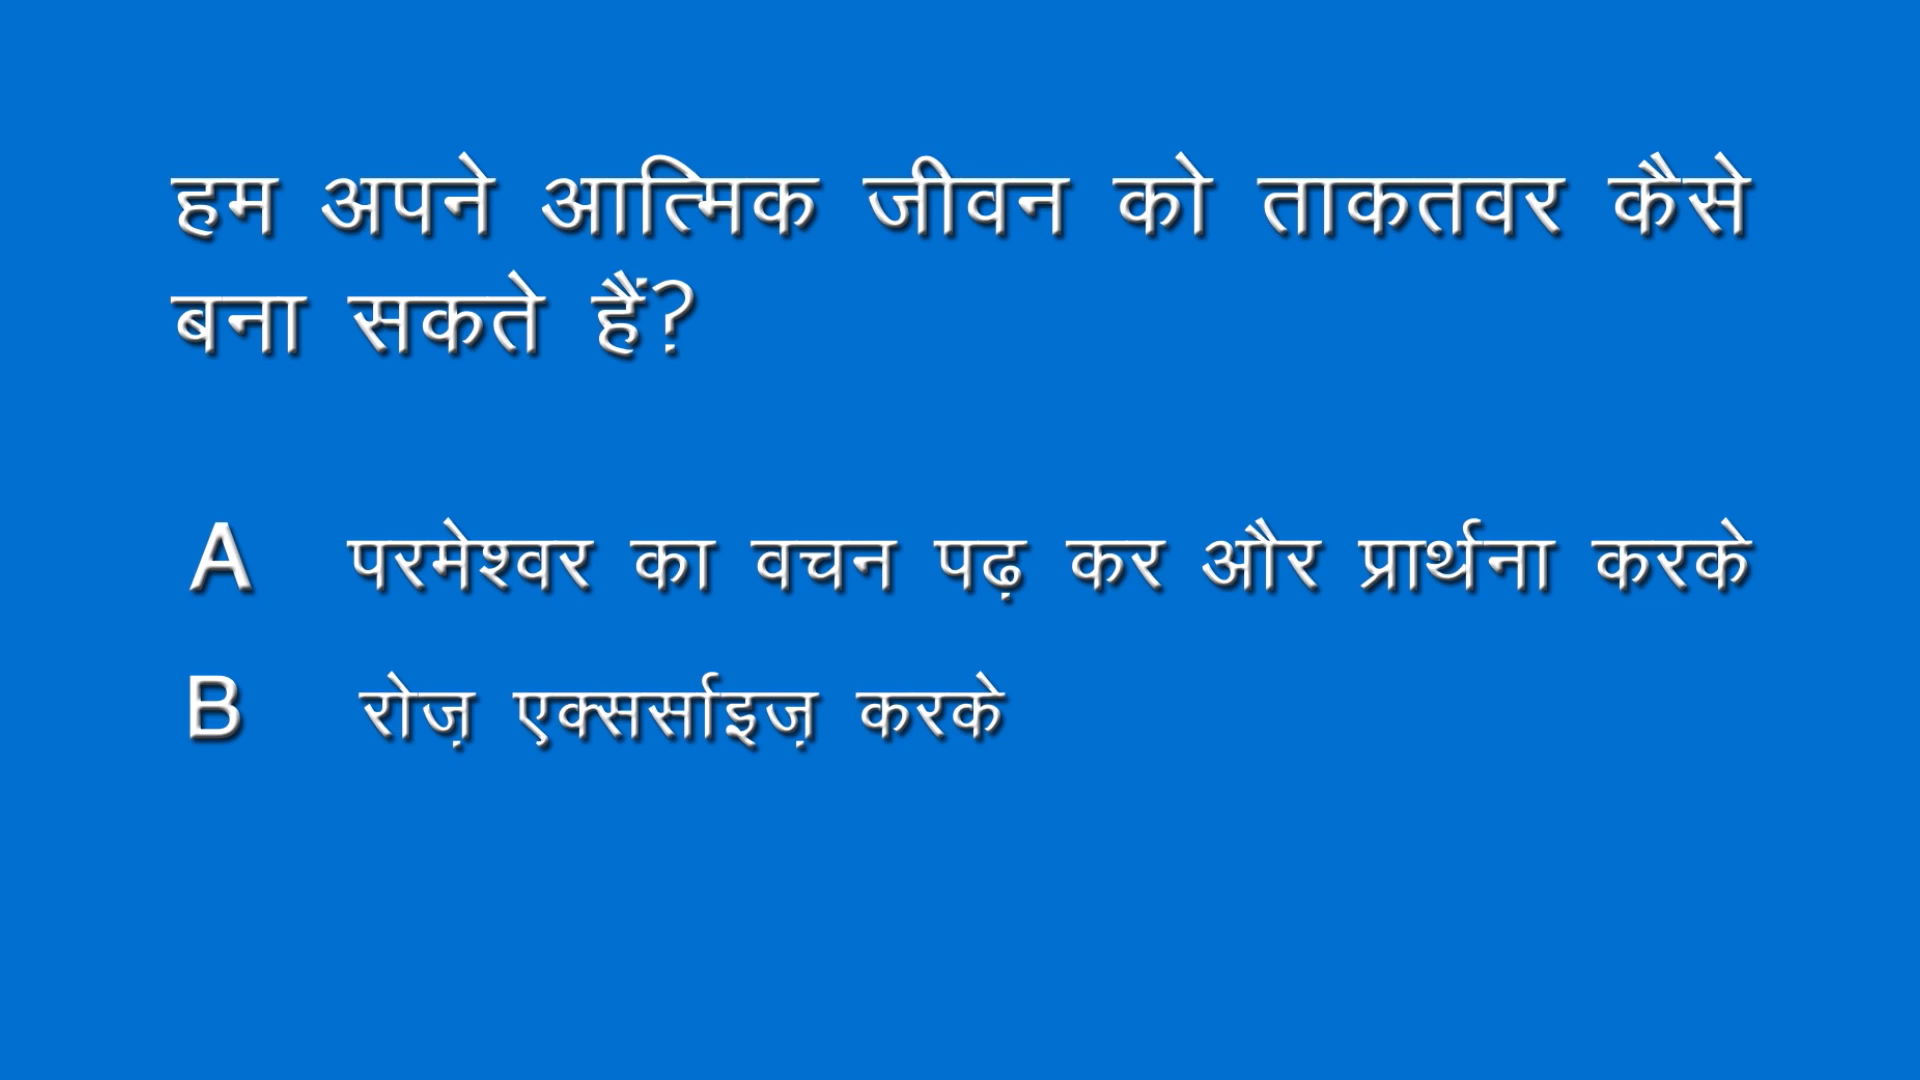 हम अपने आत्मिक जीवन को ताकतवर कैसे
बना सकते हैं?
A परमेश्वर का वचन पढ़ कर और प्रार्थना करके
B रोज़ एक्सर्साइज़ करके